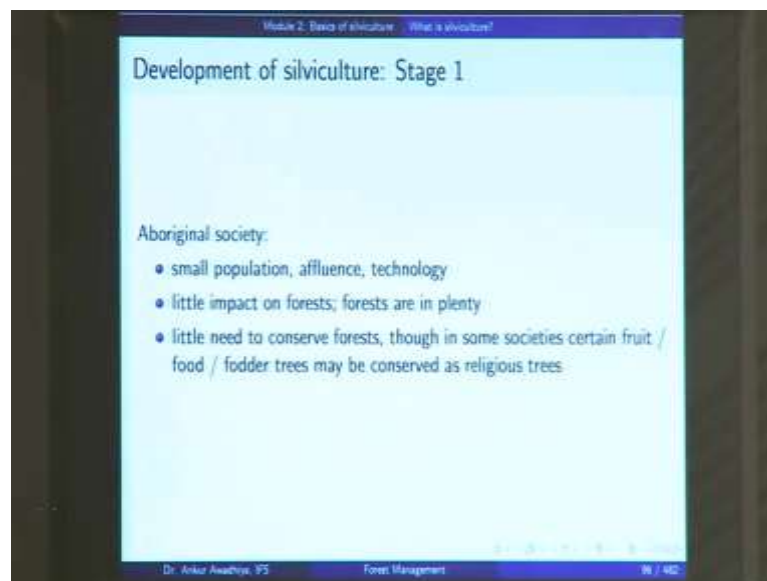 Module 2: Basics of silviculture What is silviculture?
Development of silviculture: Stage 1
Aboriginal society:
• small population, affluence, technology
• little impact on forests; forests are in plenty
• little need to conserve forests, though in some societies certain fruit /
food / fodder trees may be conserved as religious trees
Dr. Ankur Awadhiya, IFS Forest Management / 482